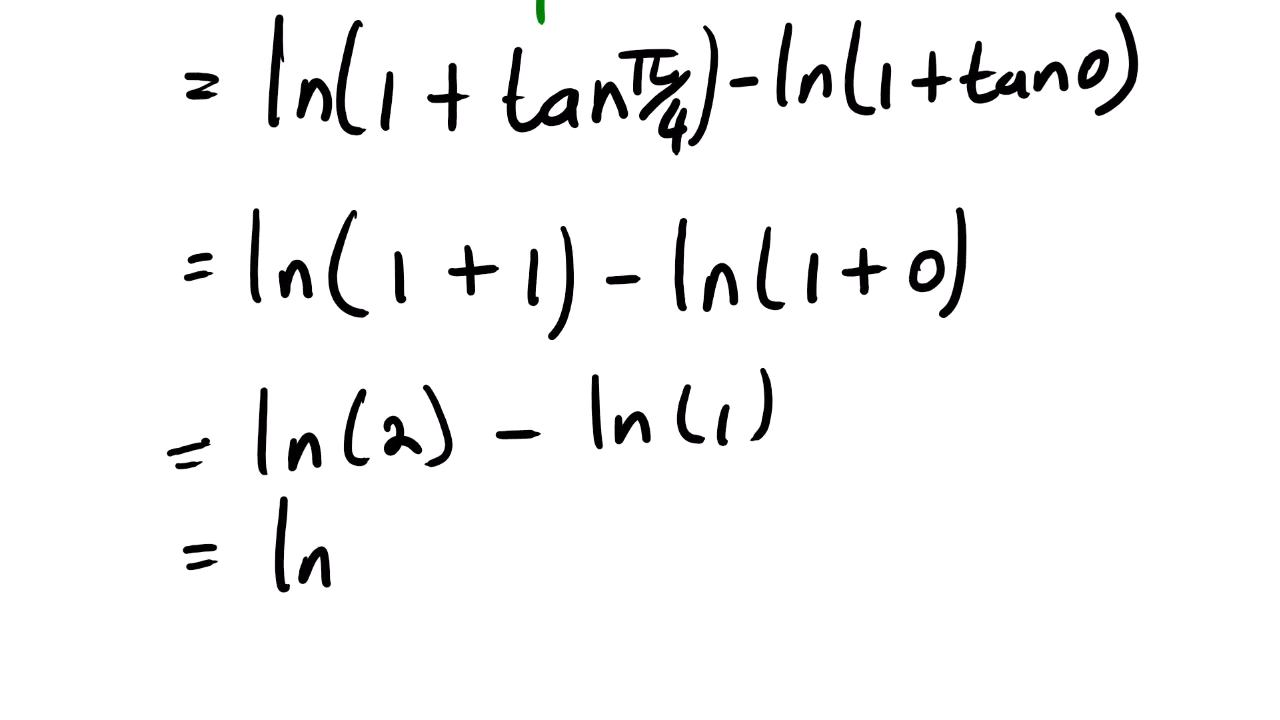 = ln(1 + tan π/4) - ln(1 + tan 0)
= ln(1 + 1) - ln(1 + 0)
= ln(2) - ln(1)
= ln